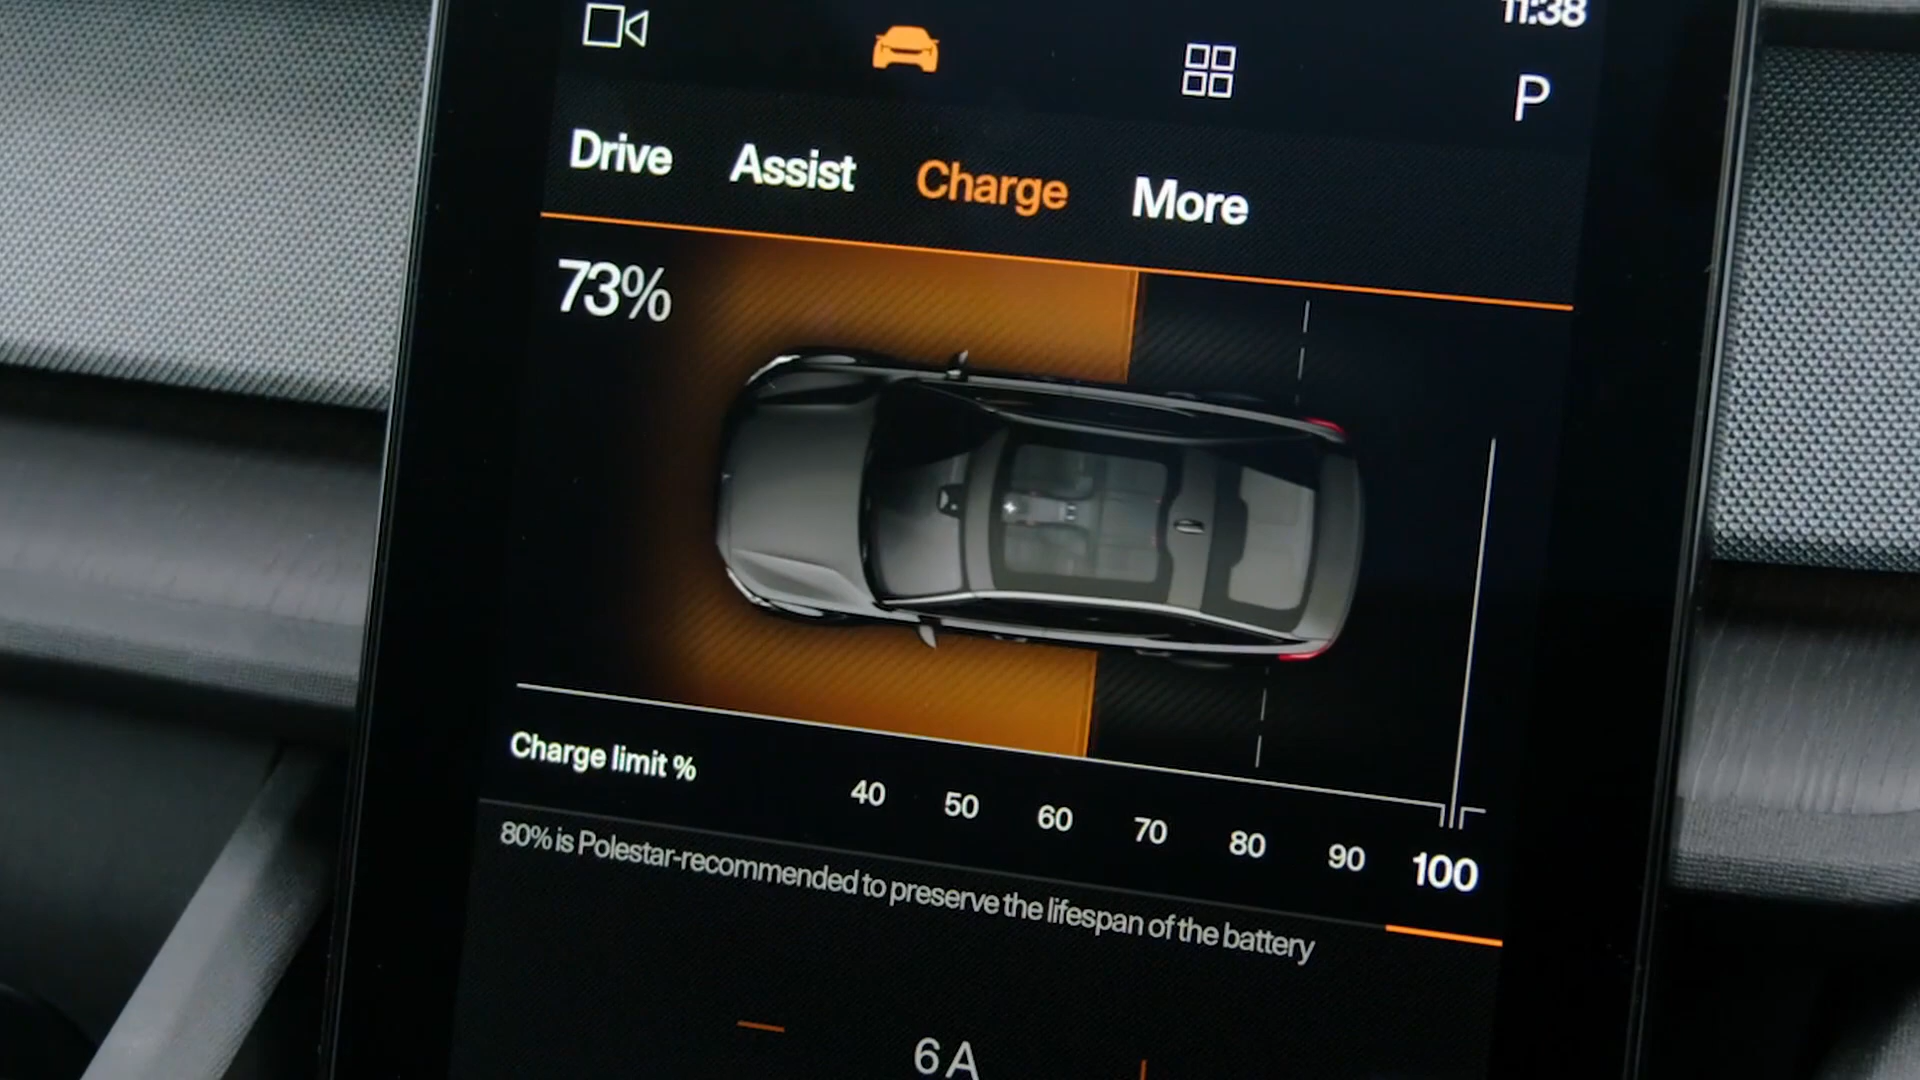 11:38
P
Drive Assist Charge More
73%
Charge limit % 40 50 60 70 80 90 100
80% is Polestar-recommended to preserve the lifespan of the battery
6 A